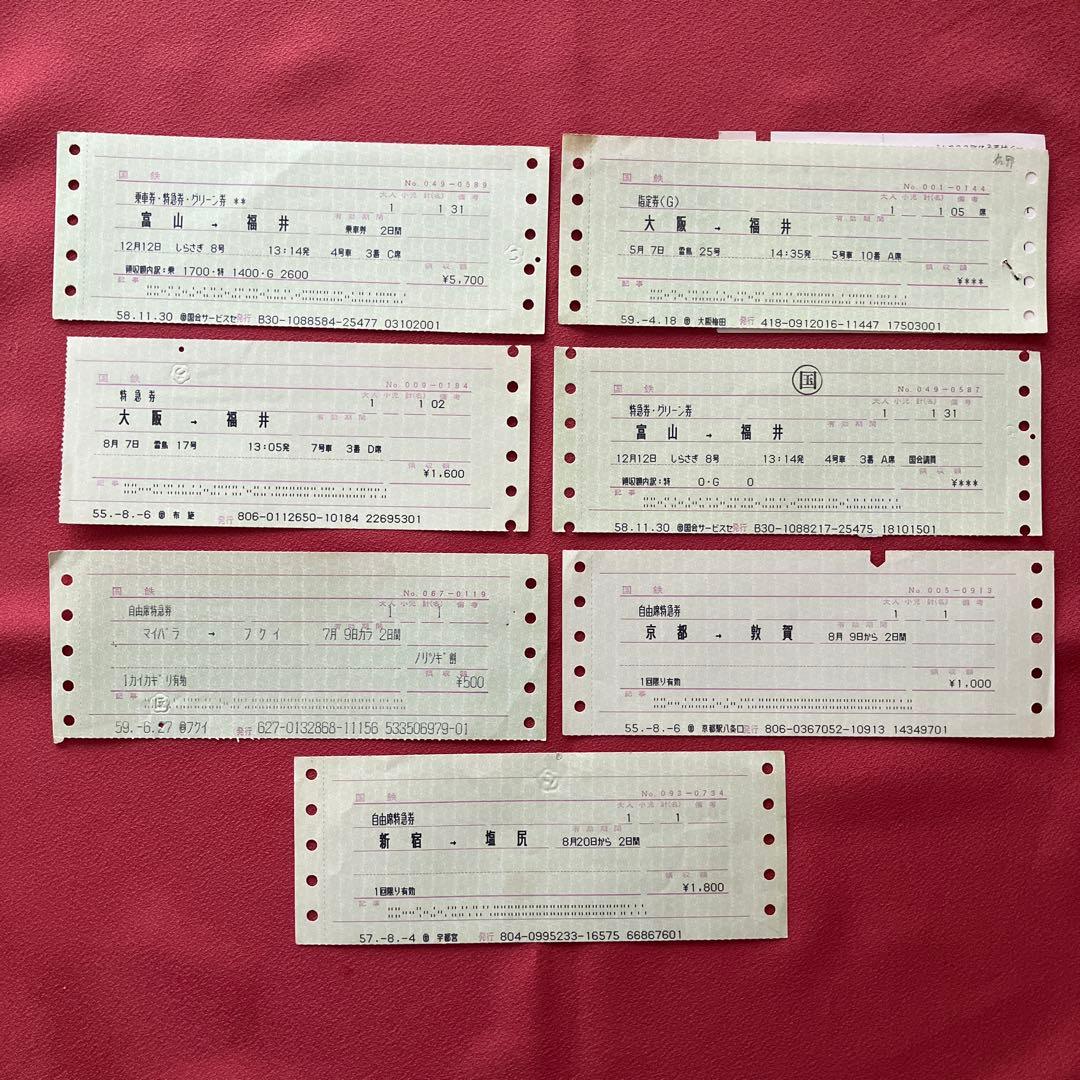 国鉄
No. 049-0589
乗車券・特急券・グリーン券 ** 大人 小児 計(名) 備考
1 1 31
富山 → 福井 有効期間 乗車券 2日間
12月12日 しらさぎ 8号 13:14発 4号車 3番 C席
領収額内訳:乗 1700・特 1400・G 2600 領収額
¥5,700
記事
58.11.30 国会サービスセ発行 B30-1088584-25477 03102001
国鉄
No. 001-0144
指定券(G) 大人 小児 計(名) 備考
1 1 05 席
大阪 → 福井 有効期間
5月 7日 雷鳥 25号 14:35発 5号車 10番 A席
領収額
¥***
記事
59.-4.18 大阪梅田 発行 418-0912016-11447 17503001
国鉄
No. 009-0184
特急券 大人 小児 計(名) 備考
1 1 02
大阪 → 福井 有効期間
8月 7日 雷鳥 17号 13:05発 7号車 3番 D席
領収額
¥1,600
記事
55.-8.-6 布施 発行 806-0112650-10184 22695301
国
国鉄
No. 049-0587
特急券・グリーン券 大人 小児 計(名) 備考
1 1 31
富山 → 福井 有効期間
12月12日 しらさぎ 8号 13:14発 4号車 3番 A席 国会議員
領収額内訳:特 0・G 0 領収額
¥***
記事
58.11.30 国会サービスセ発行 B30-1088217-25475 18101501
国鉄
No. 067-0119
自由席特急券 大人 小児 計(名) 備考
1 1
マイバラ → フクイ 有効期間 7月 9日カラ 2日間
ノリツギ割
1カイカギリ有効 領収額
¥500
記事
59.-6.27 フクイ 発行 627-0132868-11156 533506979-01
国鉄
No. 005-0913
自由席特急券 大人 小児 計(名) 備考
1 1
京都 → 敦賀 有効期間 8月 9日から 2日間
領収額
1回限り有効 ¥1,000
記事
55.-8.-6 京都駅八条口発行 806-0367052-10913 14349701
国鉄
No. 093-0734
自由席特急券 大人 小児 計(名) 備考
1 1
新宿 → 塩尻 有効期間 8月20日から 2日間
領収額
1回限り有効 ¥1,800
記事
57.-8.-4 宇都宮 発行 804-0995233-16575 66867601